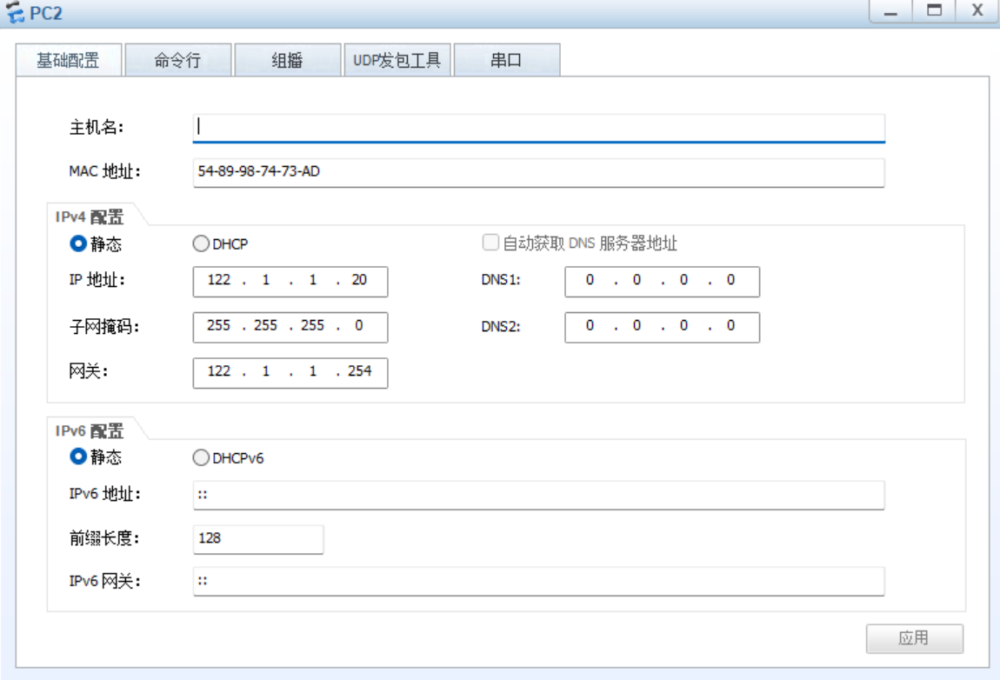 PC2
基础配置 命令行 组播 UDP发包工具 串口
主机名:
MAC 地址: 54-89-98-74-73-AD
IPv4 配置
静态 DHCP 自动获取 DNS 服务器地址
IP 地址: 122 . 1 . 1 . 20 DNS1: 0 . 0 . 0 . 0
子网掩码: 255 . 255 . 255 . 0 DNS2: 0 . 0 . 0 . 0
网关: 122 . 1 . 1 . 254
IPv6 配置
静态 DHCPv6
IPv6 地址: ::
前缀长度: 128
IPv6 网关: ::
应用